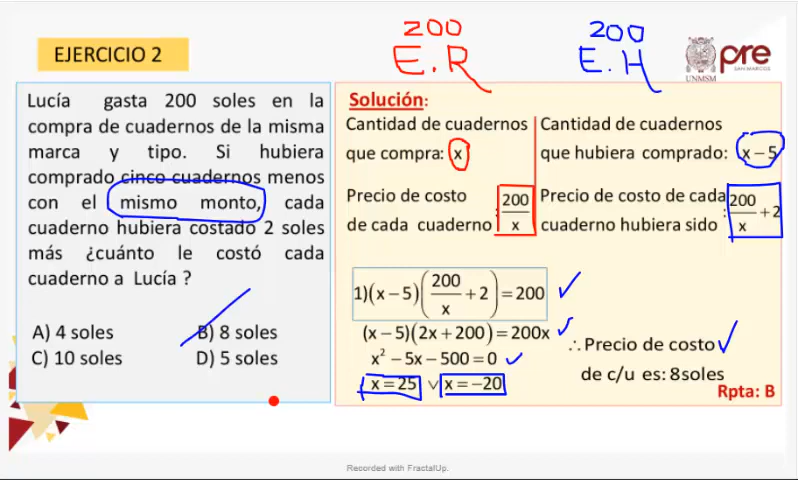 EJERCICIO 2
200
E.R
200
E.H
UNMSM
pre
SAN MARCOS
Lucía gasta 200 soles en la
compra de cuadernos de la misma
marca y tipo. Si hubiera
comprado cinco cuadernos menos
con el mismo monto, cada
cuaderno hubiera costado 2 soles
más ¿cuánto le costó cada
cuaderno a Lucía ?
A) 4 soles
B) 8 soles
C) 10 soles
D) 5 soles
Solución:
Cantidad de cuadernos
que compra: x
Cantidad de cuadernos
que hubiera comprado: x – 5
Precio de costo
de cada cuaderno : 200/x
Precio de costo de cada
cuaderno hubiera sido : 200/x + 2
1)(x – 5)(200/x + 2) = 200
(x – 5)(2x + 200) = 200x
x² – 5x – 500 = 0
x = 25 ∨ x = –20
∴ Precio de costo
de c/u es: 8soles
Rpta: B
Recorded with FractalUp.